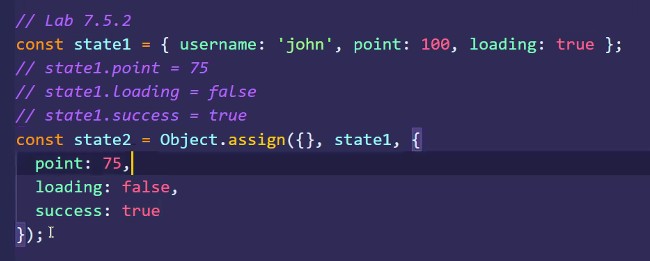 // Lab 7.5.2
const state1 = { username: 'john', point: 100, loading: true };
// state1.point = 75
// state1.loading = false
// state1.success = true
const state2 = Object.assign({}, state1, {
  point: 75,
  loading: false,
  success: true
});